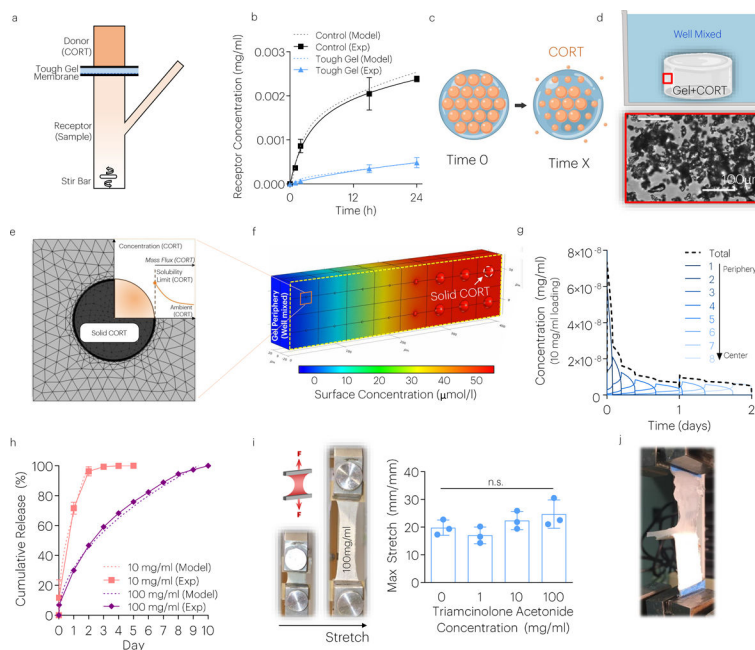 a
Donor
(CORT)
Tough Gel
Membrane
Receptor
(Sample)
Stir Bar
b
Receptor Concentration (mg/ml)
0.003
0.002
0.001
0.000
0
12
24
Time (h)
Control (Model)
Control (Exp)
Tough Gel (Model)
Tough Gel (Exp)
c
CORT
Time 0
Time X
d
Well Mixed
Gel+CORT
100µm
e
Concentration (CORT)
Mass Flux (CORT)
Solubility
Limit (CORT)
Ambient
(CORT)
Solid CORT
f
Gel Periphery
(Well mixed)
Solid CORT
0 10 20 30 40 50
Surface Concentration (µmol/l)
g
Concentration (mg/ml)
(10 mg/ml loading)
8×10⁻⁸
6×10⁻⁸
4×10⁻⁸
2×10⁻⁸
0
0
1
2
Time (days)
Total
1 Periphery
2
3
4
5
6
7
8 Center
h
Cumulative Release (%)
100
80
60
40
20
0
10 mg/ml (Model)
10 mg/ml (Exp)
100 mg/ml (Model)
100 mg/ml (Exp)
0 1 2 3 4 5 6 7 8 9 10
Day
i
F
F
100mg/ml
Stretch
Max Stretch (mm/mm)
40
30
20
10
0
n.s.
0 1 10 100
Triamcinolone Acetonide
Concentration (mg/ml)
j